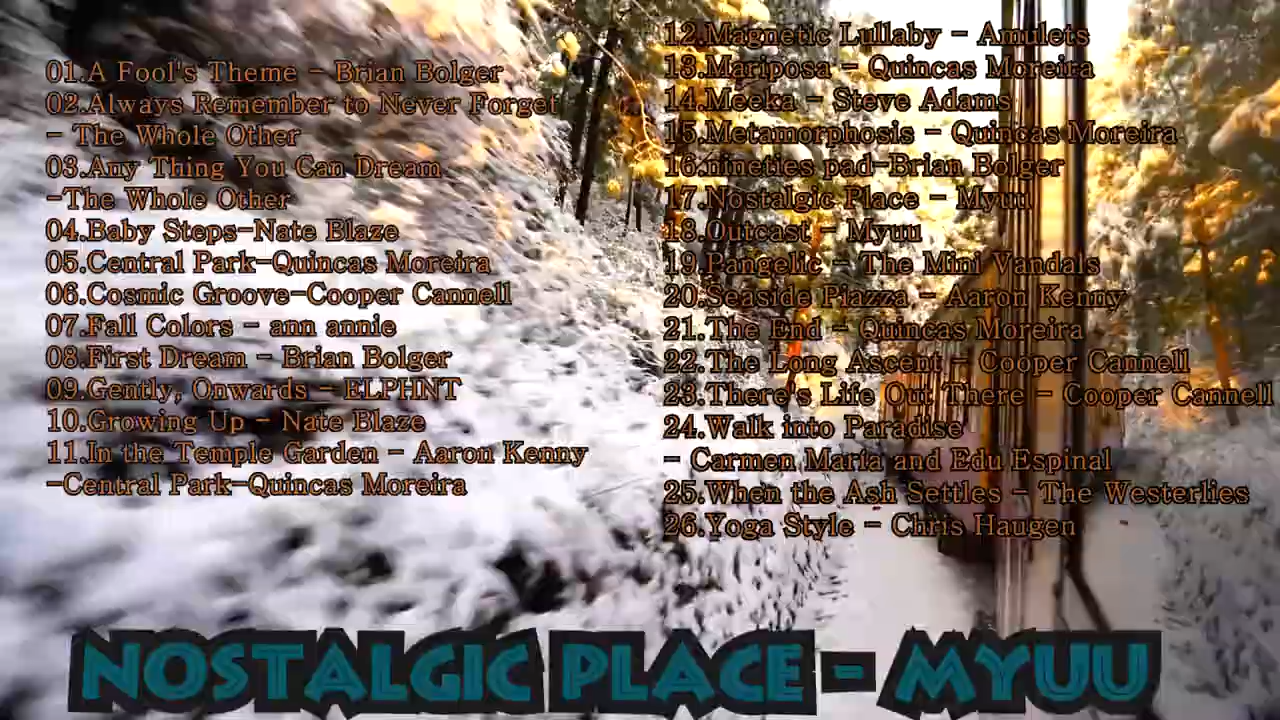 01.A Fool's Theme - Brian Bolger
02.Always Remember to Never Forget
- The Whole Other
03.Any Thing You Can Dream
-The Whole Other
04.Baby Steps-Nate Blaze
05.Central Park-Quincas Moreira
06.Cosmic Groove-Cooper Cannell
07.Fall Colors - ann annie
08.First Dream - Brian Bolger
09.Gently, Onwards - ELPHNT
10.Growing Up - Nate Blaze
11.In the Temple Garden - Aaron Kenny
-Central Park-Quincas Moreira
12.Magnetic Lullaby - Amulets
13.Mariposa - Quincas Moreira
14.Meeka - Steve Adams
15.Metamorphosis - Quincas Moreira
16.nineties pad-Brian Bolger
17.Nostalgic Place - Myuu
18.Outcast - Myuu
19.Pangelic - The Mini Vandals
20.Seaside Piazza - Aaron Kenny
21.The End - Quincas Moreira
22.The Long Ascent - Cooper Cannell
23.There's Life Out There - Cooper Cannell
24.Walk into Paradise
- Carmen María and Edu Espinal
25.When the Ash Settles - The Westerlies
26.Yoga Style - Chris Haugen
NOSTALGIC PLACE - MYUU